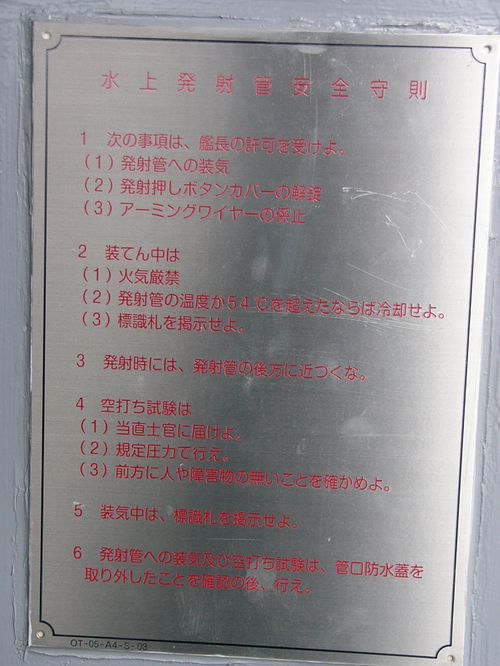 水上発射管安全守則
1 次の事項は、艦長の許可を受けよ。
(1)発射管への装気
(2)発射押しボタンカバーの解錠
(3)アーミングワイヤーの係止
2 装てん中は
(1)火気厳禁
(2)発射管の温度が54℃を超えたならば冷却せよ。
(3)標識札を掲示せよ。
3 発射時には、発射管の後方に近づくな。
4 空打ち試験は
(1)当直士官に届けよ。
(2)規定圧力で行え。
(3)前方に人や障害物の無いことを確かめよ。
5 装気中は、標識札を掲示せよ。
6 発射管への装気及び空打ち試験は、管口防水蓋を
取り外したことを確認の後、行え。
OT-05-A4-S-03